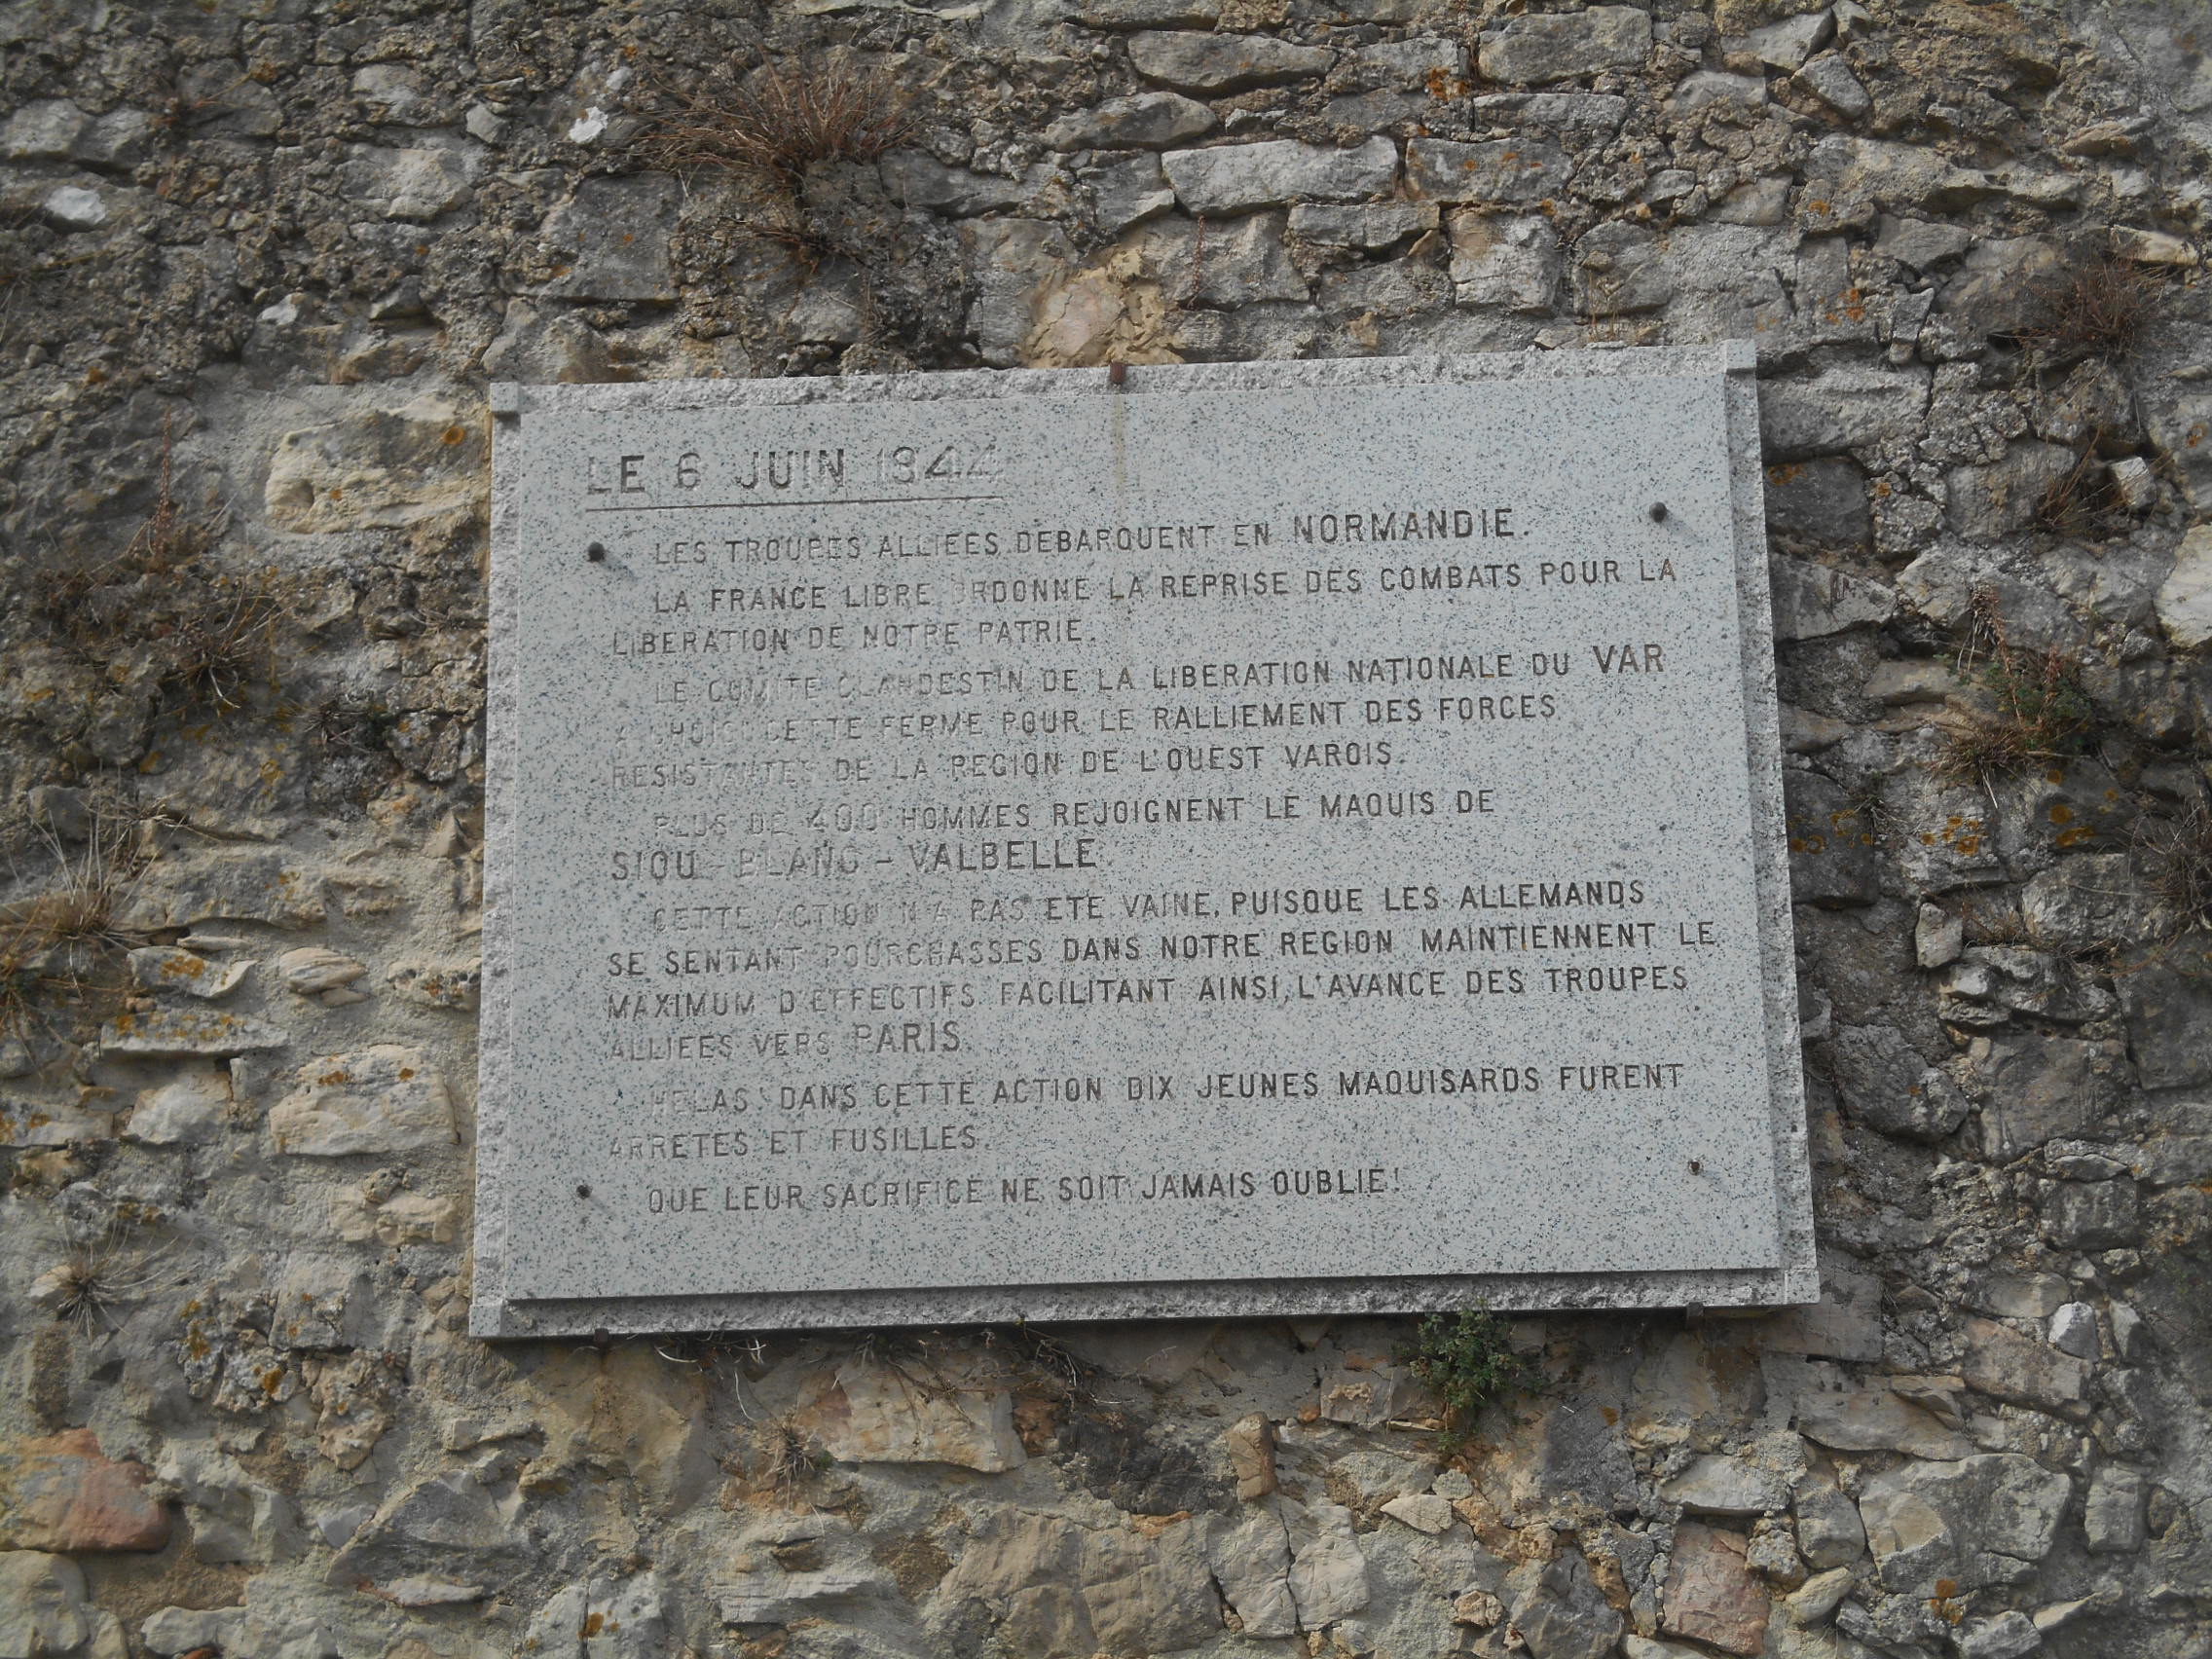 LE 6 JUIN 1944
LES TROUPES ALLIEES DEBARQUENT EN NORMANDIE.
LA FRANCE LIBRE ORDONNE LA REPRISE DES COMBATS POUR LA
LIBERATION DE NOTRE PATRIE.
LE COMITE CLANDESTIN DE LA LIBERATION NATIONALE DU VAR
A CHOISI CETTE FERME POUR LE RALLIEMENT DES FORCES
RESISTANTES DE LA REGION DE L'OUEST VAROIS.
PLUS DE 400 HOMMES REJOIGNENT LE MAQUIS DE
SIOU - BLANC - VALBELLE
CETTE ACTION N'A PAS ETE VAINE, PUISQUE LES ALLEMANDS
SE SENTANT POURCHASSES DANS NOTRE REGION MAINTIENNENT LE
MAXIMUM D'EFFECTIFS FACILITANT AINSI, L'AVANCE DES TROUPES
ALLIEES VERS PARIS
HELAS, DANS CETTE ACTION DIX JEUNES MAQUISARDS FURENT
ARRETES ET FUSILLES.
QUE LEUR SACRIFICE NE SOIT JAMAIS OUBLIE!